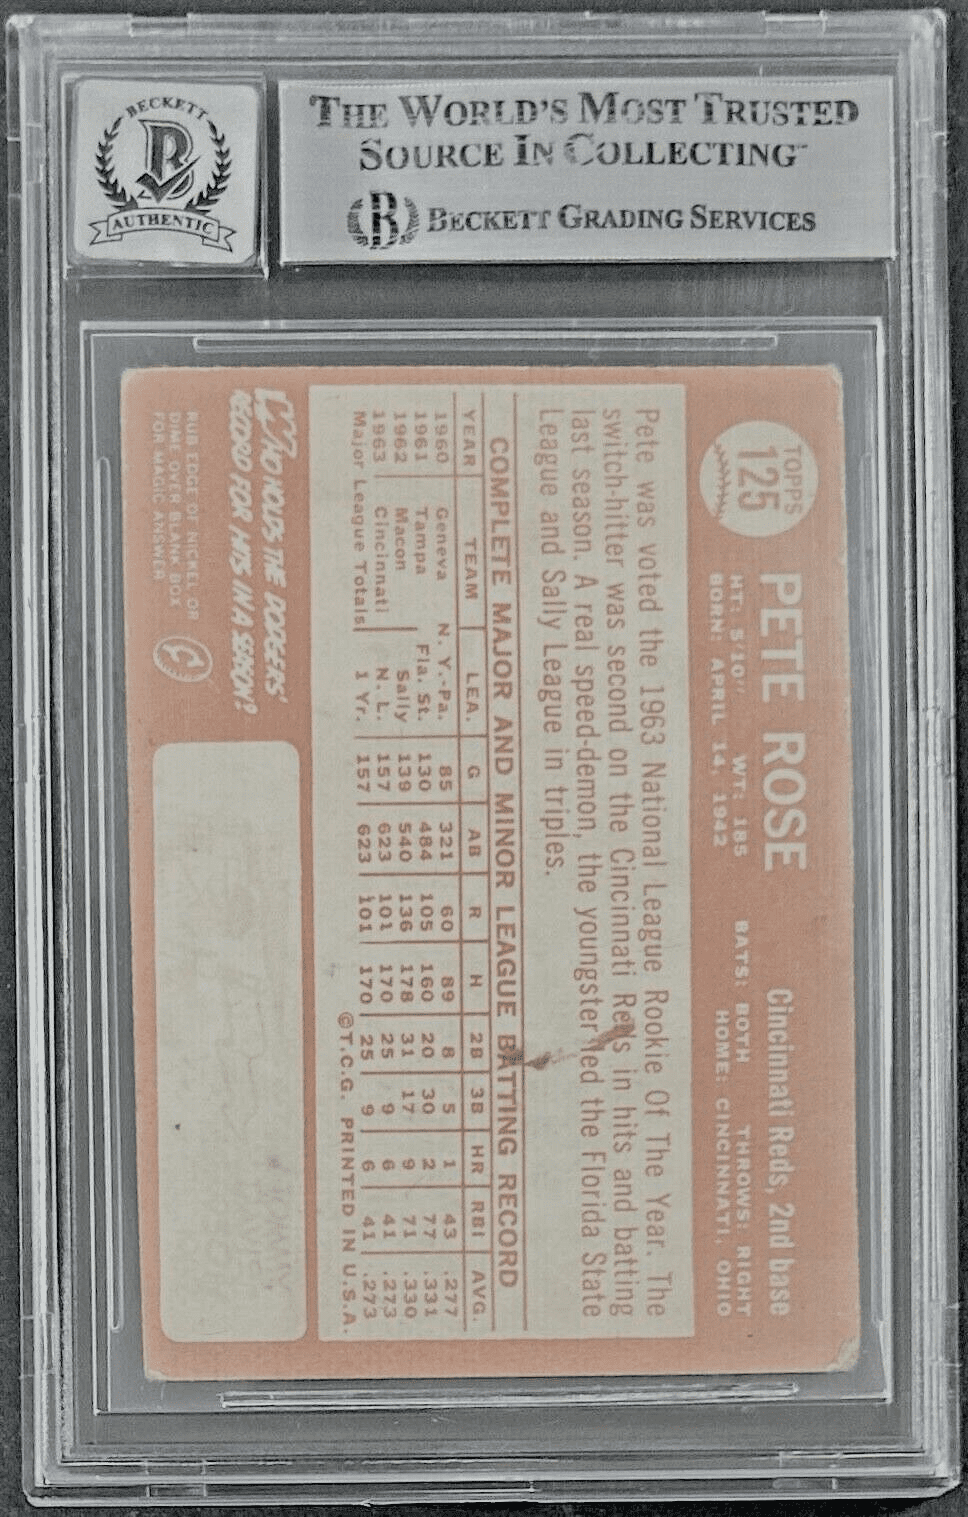 BECKETT
AUTHENTIC
THE WORLD'S MOST TRUSTED
SOURCE IN COLLECTING™
B BECKETT GRADING SERVICES
TOPPS
125
PETE ROSE Cincinnati Reds, 2nd base
HT: 5'10" WT: 185 BATS: BOTH THROWS: RIGHT
BORN: APRIL 14, 1942 HOME: CINCINNATI, OHIO
Pete was voted the 1963 National League Rookie Of The Year. The
switch-hitter was second on the Cincinnati Reds in hits and batting
last season. A real speed-demon, the youngster led the Florida State
League and Sally League in triples.
COMPLETE MAJOR AND MINOR LEAGUE BATTING RECORD
YEAR TEAM LEA. G AB R H 2B 3B HR RBI AVG.
1960 Geneva N. Y.-Pa. 85 321 60 89 8 5 1 43 .277
1961 Tampa Fla. St. 130 484 105 160 20 30 2 77 .331
1962 Macon Sally 139 540 136 178 31 17 9 71 .330
1963 Cincinnati N. L. 157 623 101 170 25 9 6 41 .273
Major League Totals 1 Yr. 157 623 101 170 25 9 6 41 .273
©T.C.G. PRINTED IN U.S.A.
WHO HOLDS THE DODGERS'
RECORD FOR HITS IN A SEASON?
RUB EDGE OF NICKEL OR
DIME OVER BLANK BOX
FOR MAGIC ANSWER